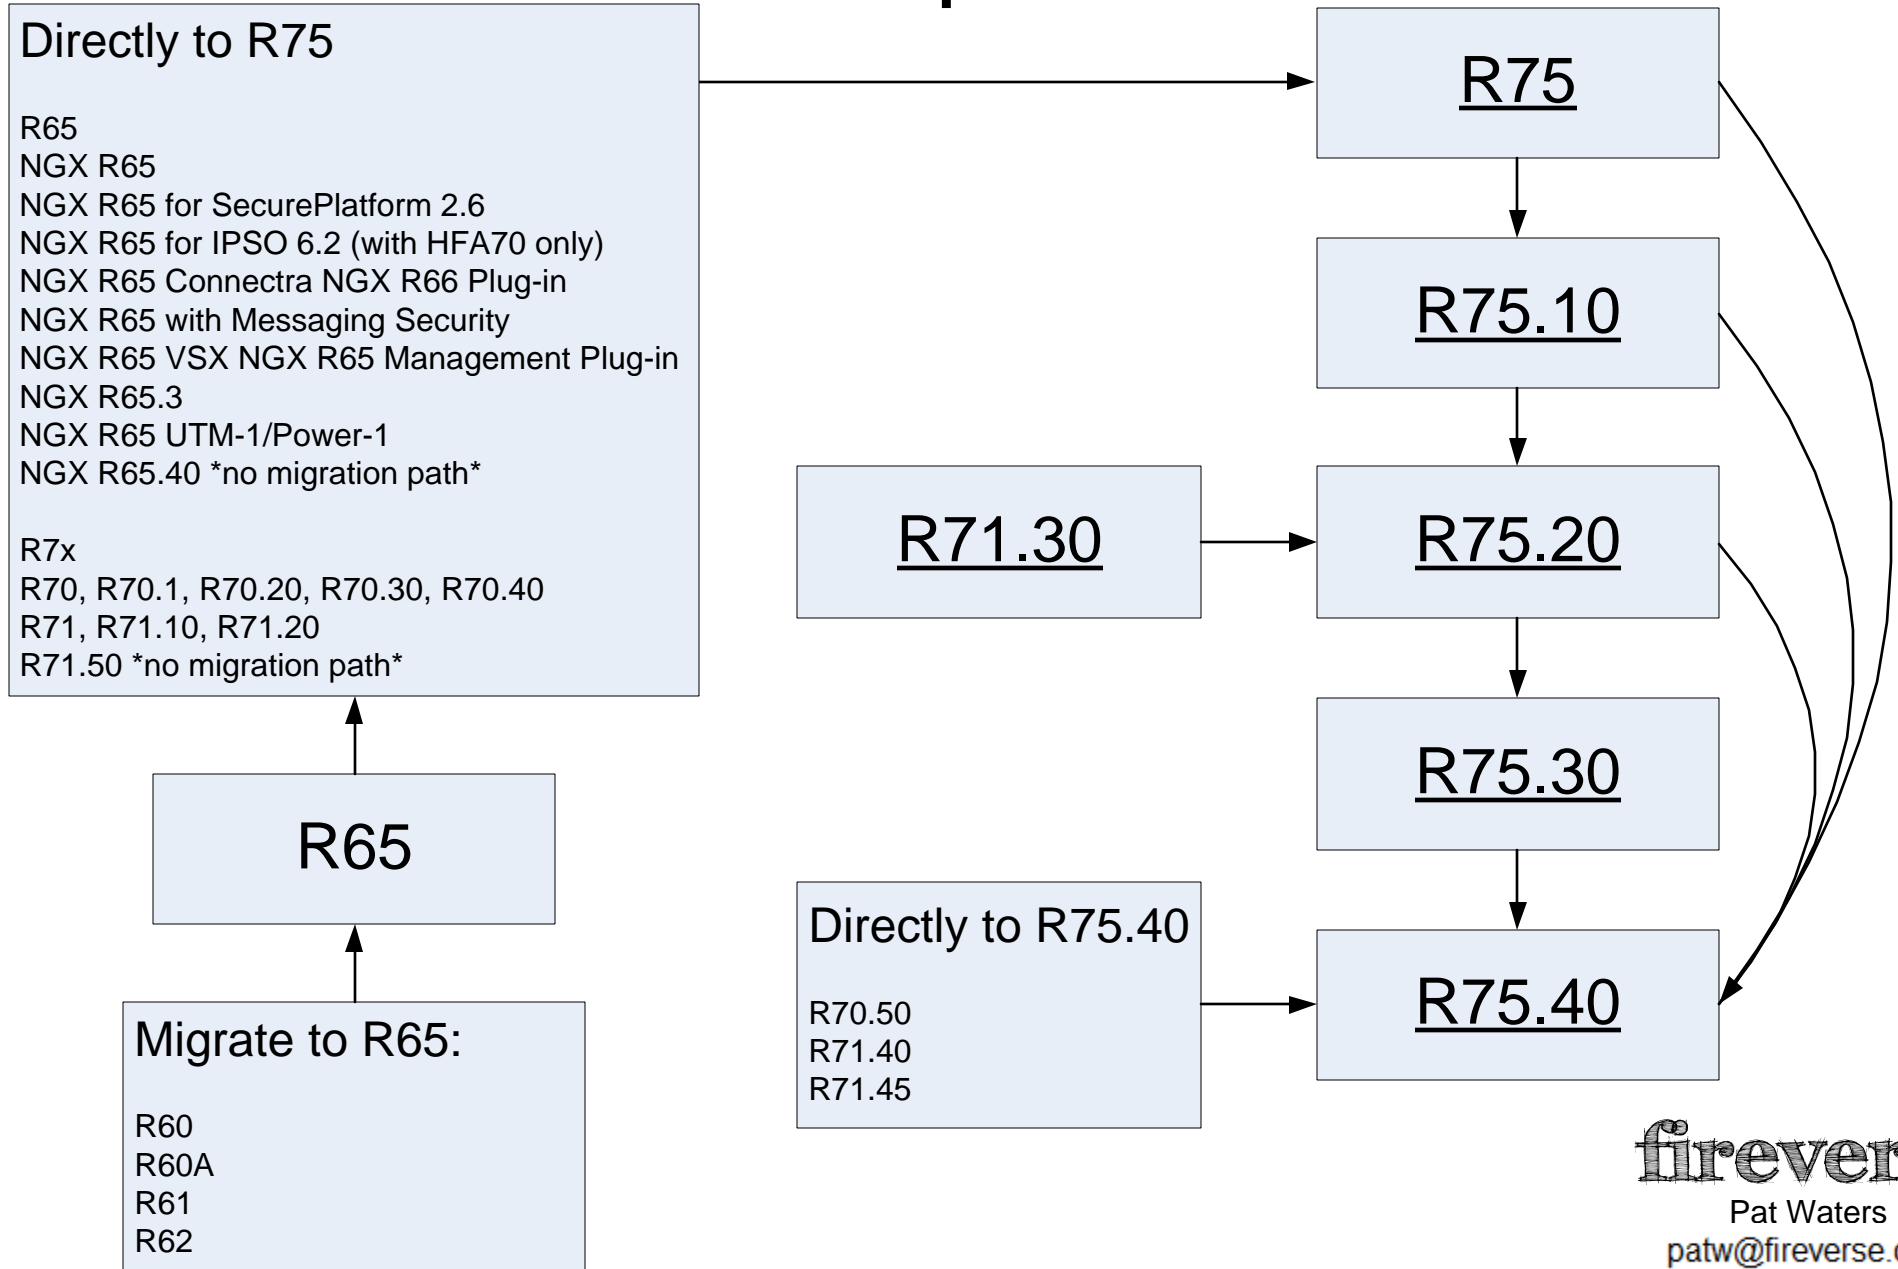 Directly to R75
R65
NGX R65
NGX R65 for SecurePlatform 2.6
NGX R65 for IPSO 6.2 (with HFA70 only)
NGX R65 Connectra NGX R66 Plug-in
NGX R65 with Messaging Security
NGX R65 VSX NGX R65 Management Plug-in
NGX R65.3
NGX R65 UTM-1/Power-1
NGX R65.40 *no migration path*
R7x
R70, R70.1, R70.20, R70.30, R70.40
R71, R71.10, R71.20
R71.50 *no migration path*
R65
Migrate to R65:
R60
R60A
R61
R62
R71.30
Directly to R75.40
R70.50
R71.40
R71.45
R75
R75.10
R75.20
R75.30
R75.40
firever
Pat Waters
patw@fireverse.